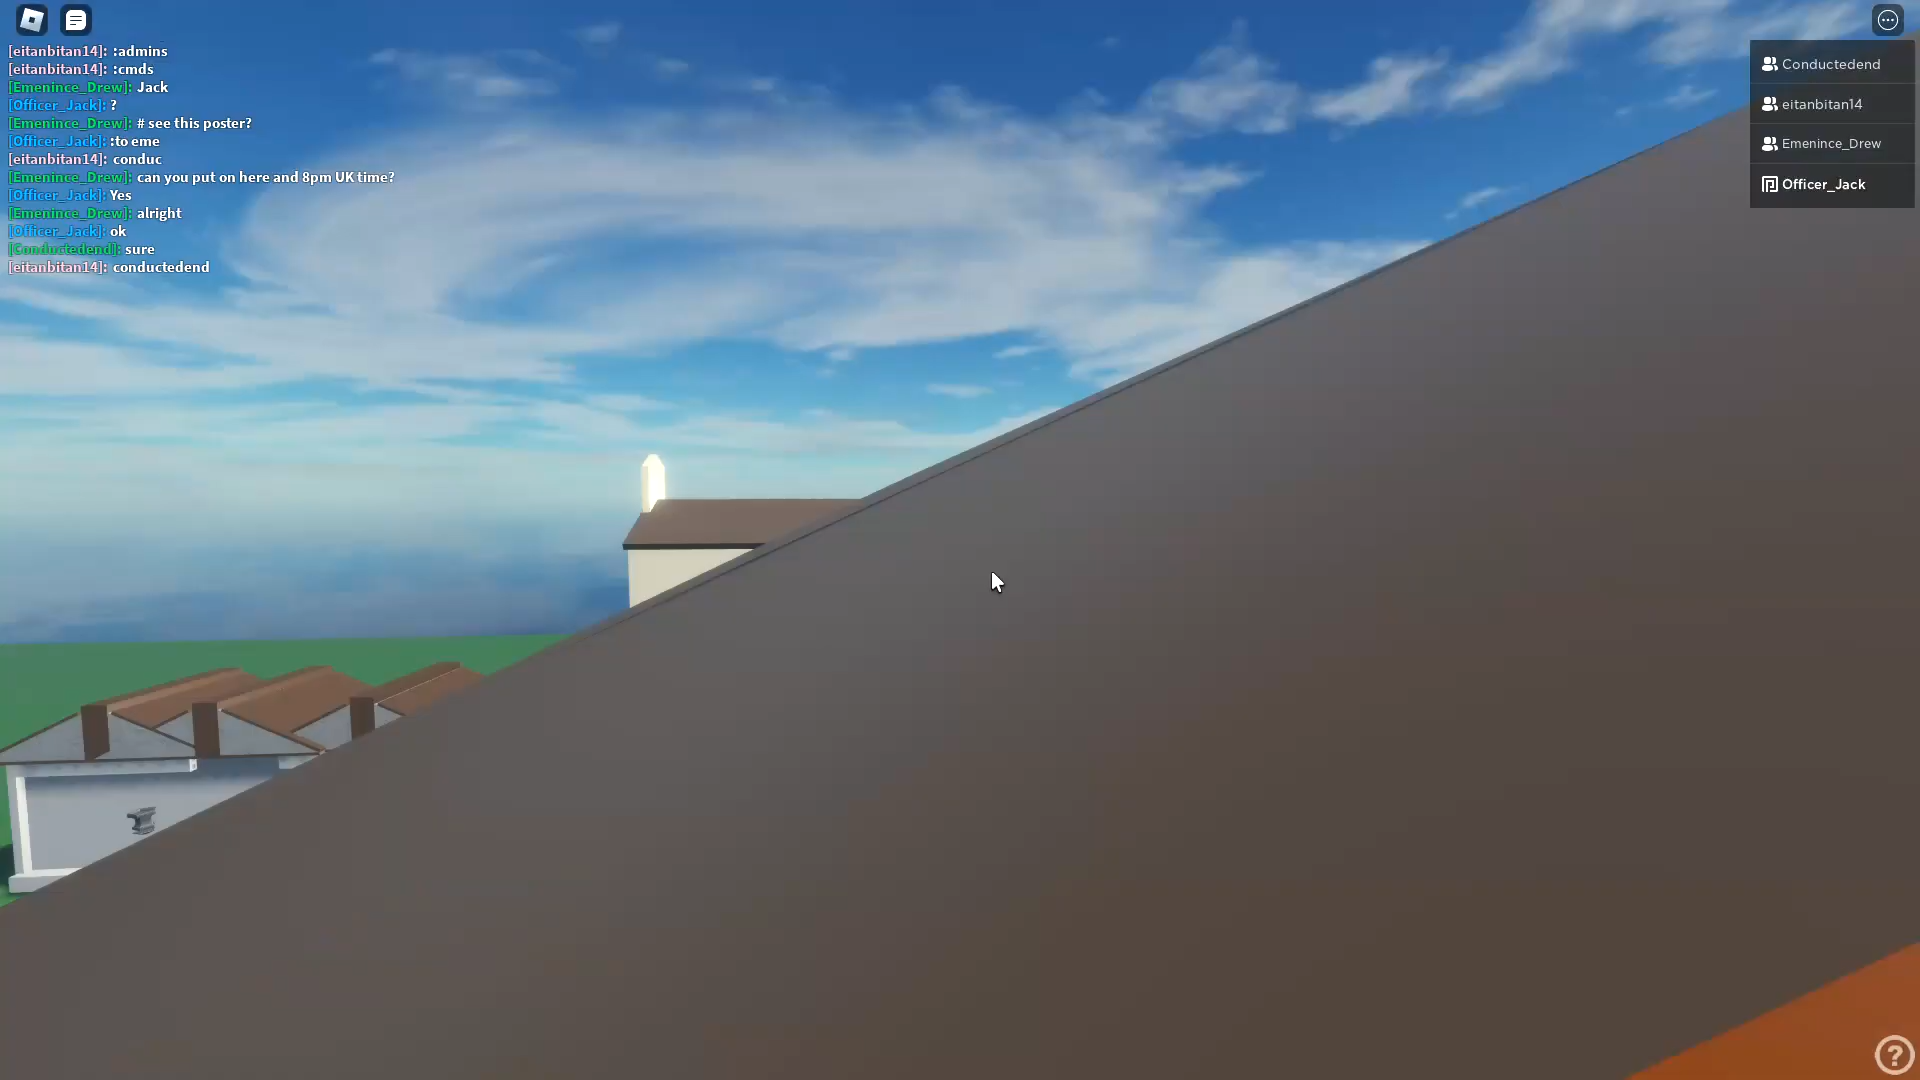 [eitanbitan14]: :admins
[eitanbitan14]: :cmds
[Emenince_Drew]: Jack
[Officer_Jack]: ?
[Emenince_Drew]: # see this poster?
[Officer_Jack]: :to eme
[eitanbitan14]: conduc
[Emenince_Drew]: can you put on here and 8pm UK time?
[Officer_Jack]: Yes
[Emenince_Drew]: alright
[Officer_Jack]: ok
[Conductedend]: sure
[eitanbitan14]: conductedend
Conductedend
eitanbitan14
Emenince_Drew
Officer_Jack
?